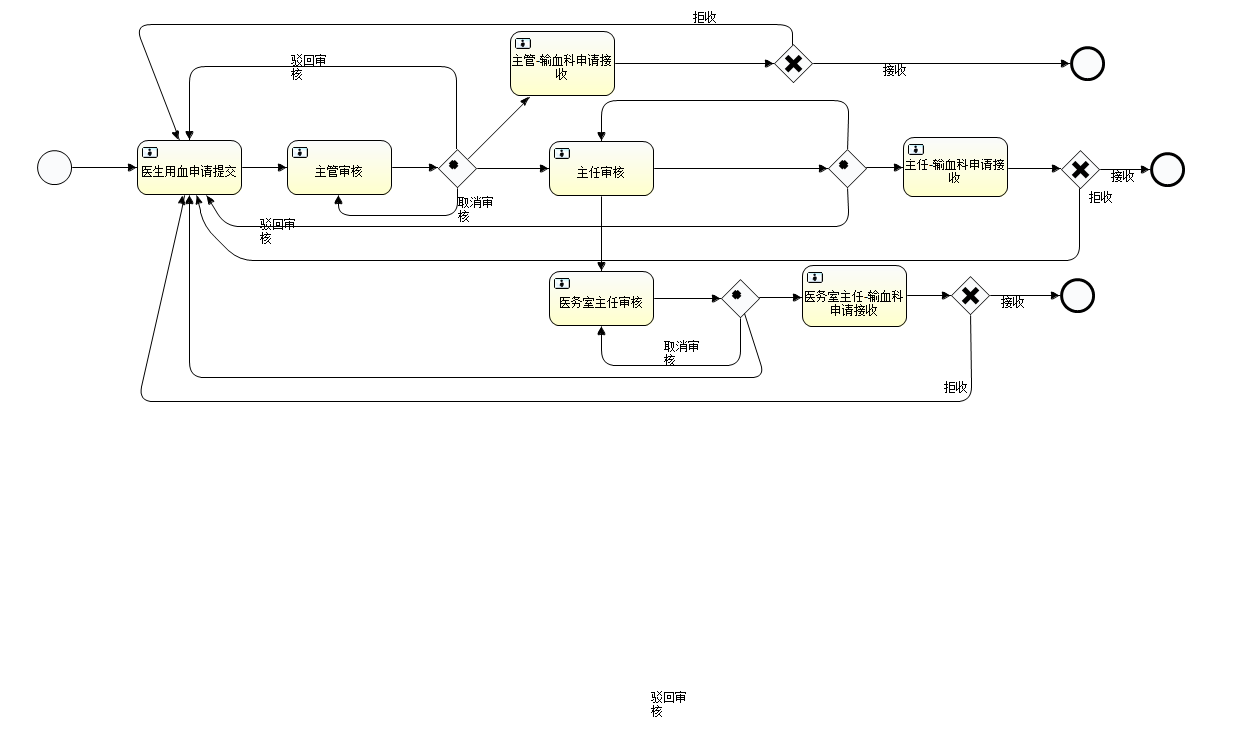 拒收
驳回审
核
主管-输血科申请接
收
接收
医生用血申请提交
主管审核
主任审核
主任-输血科申请接
收
接收
拒收
取消审
核
驳回审
核
医务室主任审核
医务室主任-输血科
申请接收
接收
取消审
核
拒收
驳回审
核